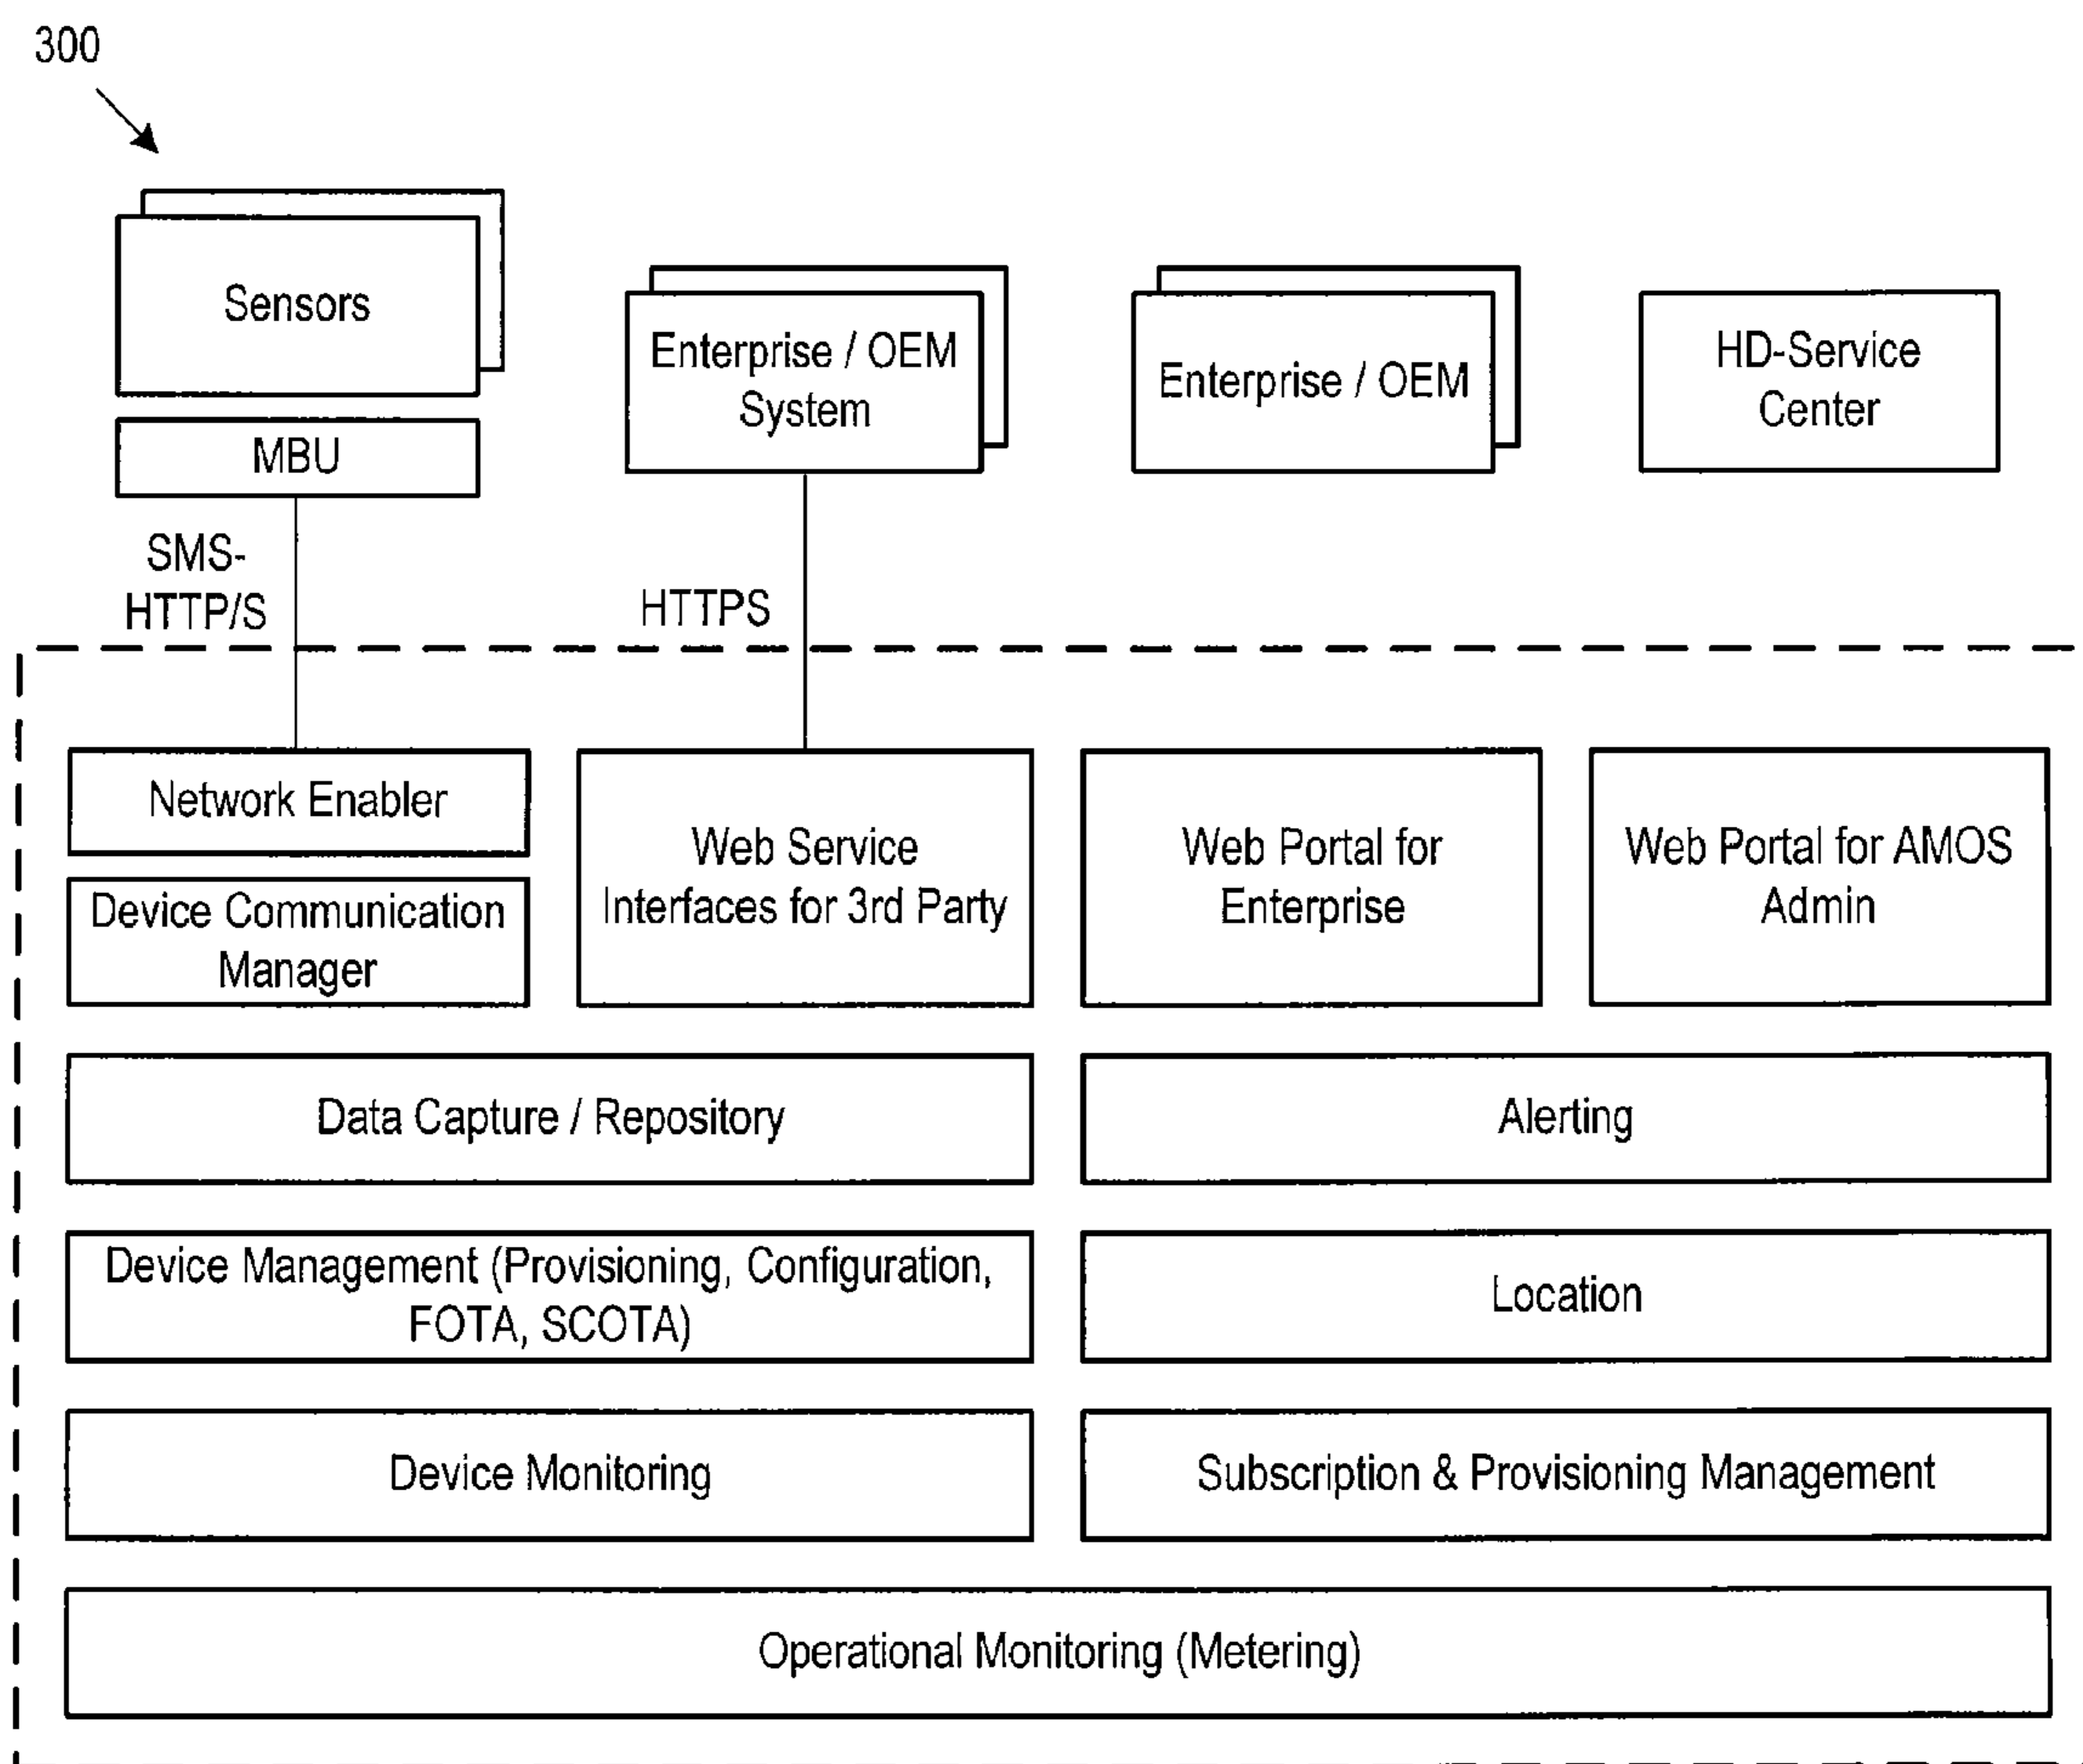 300
Sensors
MBU
Enterprise / OEM
System
Enterprise / OEM
HD-Service
Center
SMS-
HTTP/S
HTTPS
Network Enabler
Device Communication
Manager
Web Service
Interfaces for 3rd Party
Web Portal for
Enterprise
Web Portal for AMOS
Admin
Data Capture / Repository
Alerting
Device Management (Provisioning, Configuration,
FOTA, SCOTA)
Location
Device Monitoring
Subscription & Provisioning Management
Operational Monitoring (Metering)